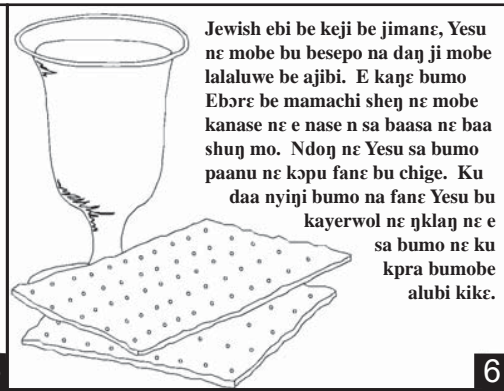 Jewish ebi be keji be jimanɛ, Yesu
nɛ mobe bu besepo na daŋ ji mobe
lalaluwe be ajibi. E kaŋɛ bumo
Ebɔrɛ be mamachi sheŋ nɛ mobe
kanase nɛ e nase n sa baasa nɛ baa
shuŋ mo. Ndoŋ nɛ Yesu sa bumo
paanu nɛ kɔpu fanɛ bu chige. Ku
daa nyiŋi bumo na fanɛ Yesu bu
kayerwol nɛ ŋklaŋ nɛ e
sa bumo nɛ ku
kpra bumobe
alubi kikɛ.
6